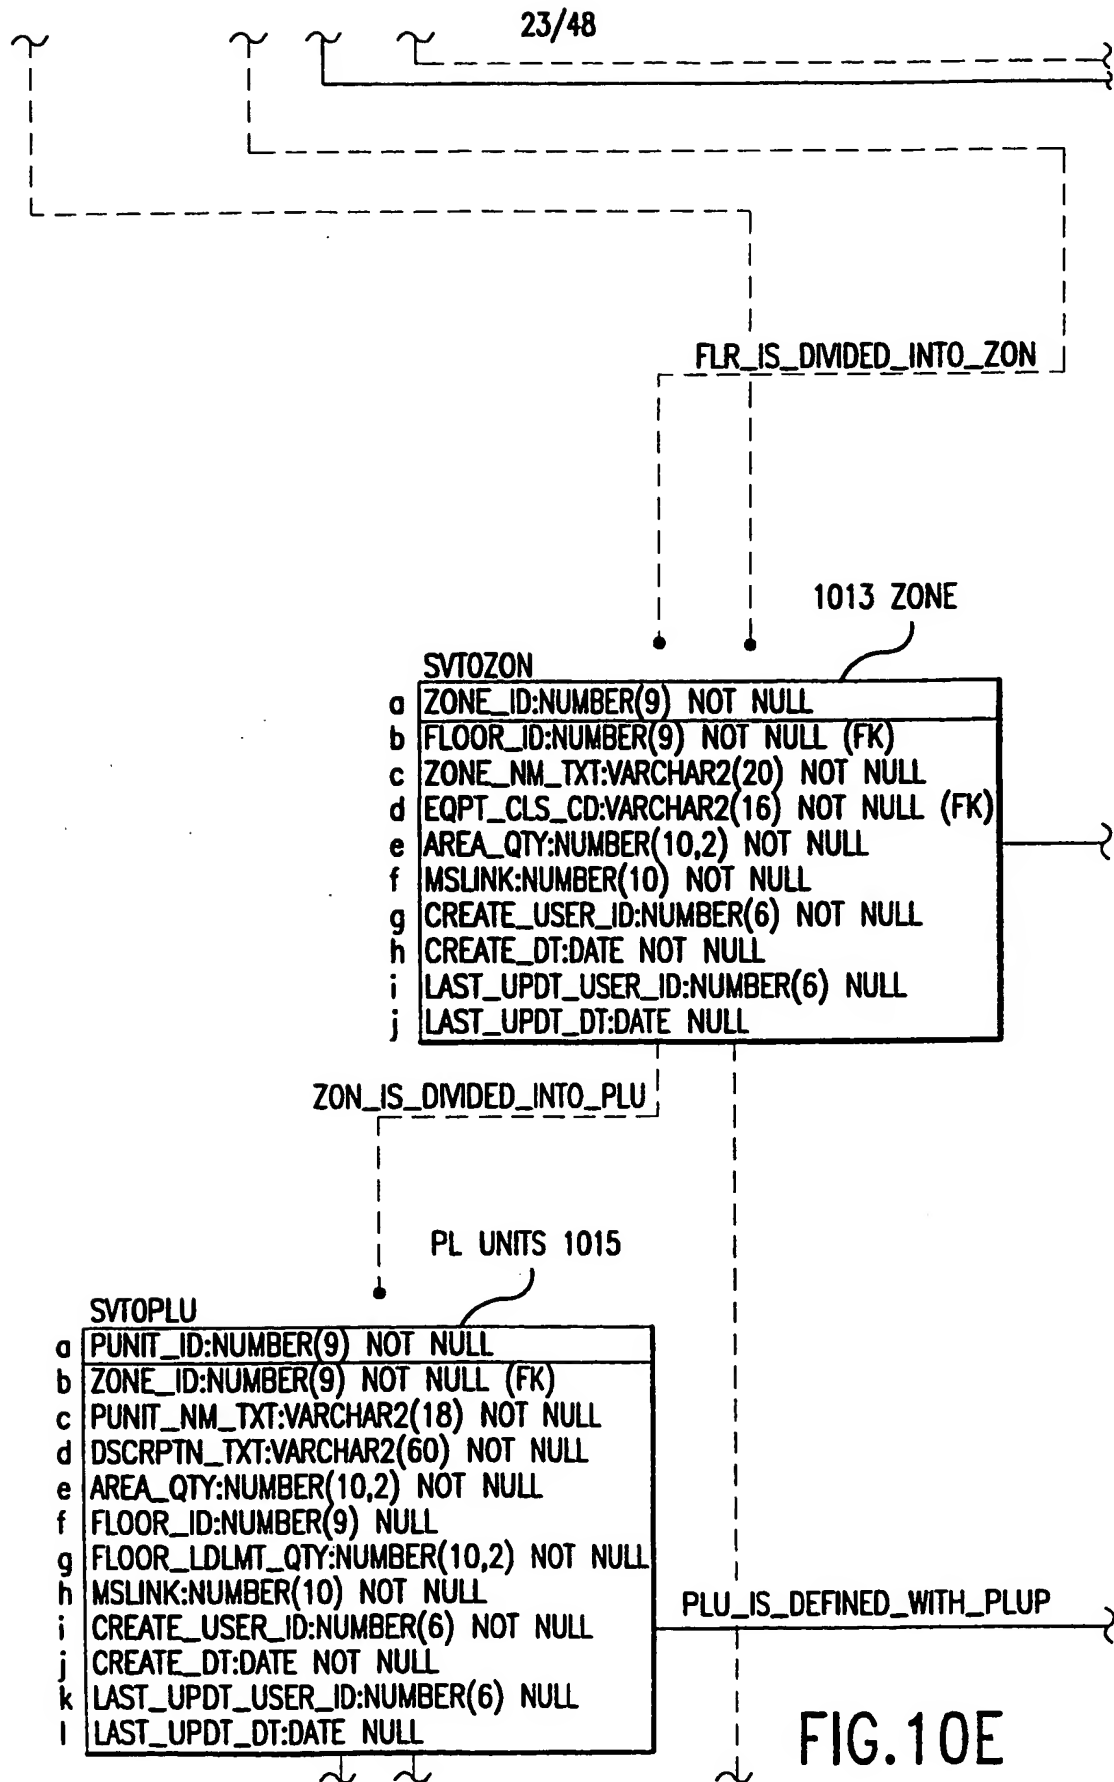 23/48
FLR_IS_DIVIDED_INTO_ZON
1013 ZONE
SVTOZON
a ZONE_ID:NUMBER(9) NOT NULL
b FLOOR_ID:NUMBER(9) NOT NULL (FK)
c ZONE_NM_TXT:VARCHAR2(20) NOT NULL
d EQPT_CLS_CD:VARCHAR2(16) NOT NULL (FK)
e AREA_QTY:NUMBER(10,2) NOT NULL
f MSLINK:NUMBER(10) NOT NULL
g CREATE_USER_ID:NUMBER(6) NOT NULL
h CREATE_DT:DATE NOT NULL
i LAST_UPDT_USER_ID:NUMBER(6) NULL
j LAST_UPDT_DT:DATE NULL
ZON_IS_DIVIDED_INTO_PLU
PL UNITS 1015
SVTOPLU
a PUNIT_ID:NUMBER(9) NOT NULL
b ZONE_ID:NUMBER(9) NOT NULL (FK)
c PUNIT_NM_TXT:VARCHAR2(18) NOT NULL
d DSCRPTN_TXT:VARCHAR2(60) NOT NULL
e AREA_QTY:NUMBER(10,2) NOT NULL
f FLOOR_ID:NUMBER(9) NULL
g FLOOR_LDLMT_QTY:NUMBER(10,2) NOT NULL
h MSLINK:NUMBER(10) NOT NULL
i CREATE_USER_ID:NUMBER(6) NOT NULL
j CREATE_DT:DATE NOT NULL
k LAST_UPDT_USER_ID:NUMBER(6) NULL
l LAST_UPDT_DT:DATE NULL
PLU_IS_DEFINED_WITH_PLUP
FIG.10E